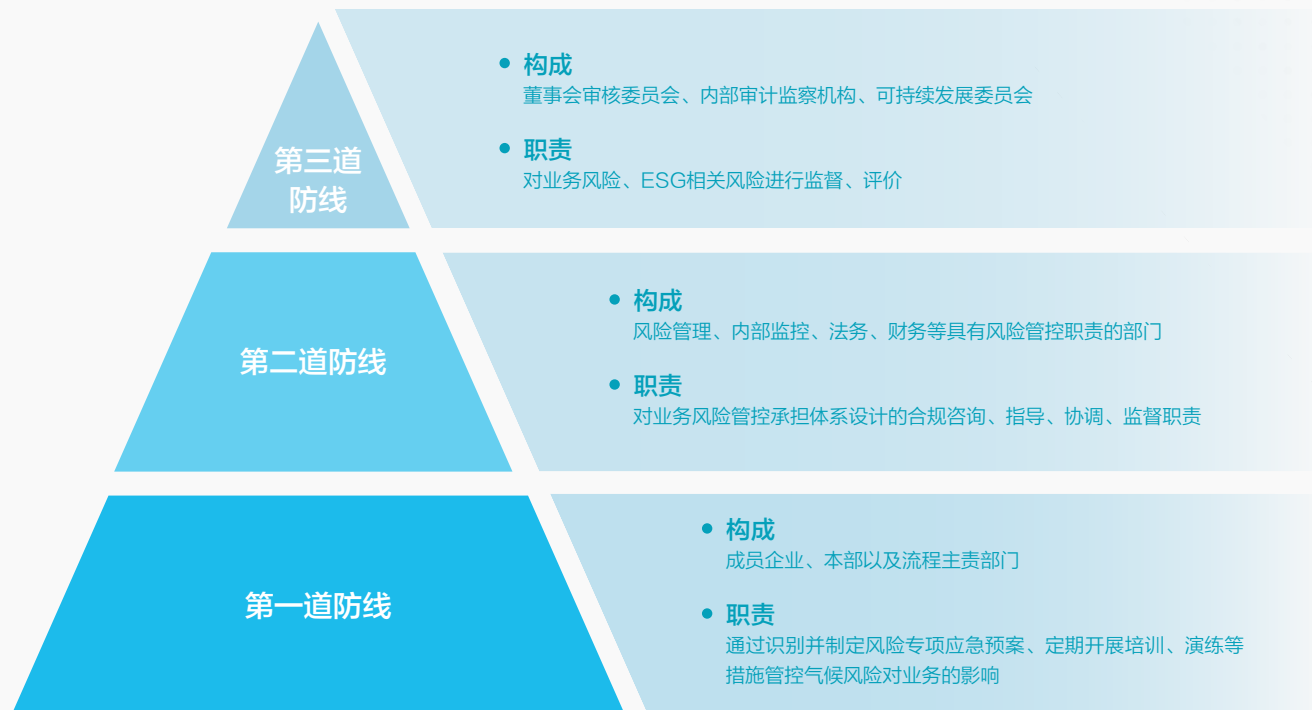 第三道
防线
构成
董事会审核委员会、内部审计监察机构、可持续发展委员会
职责
对业务风险、ESG相关风险进行监督、评价
第二道防线
构成
风险管理、内部监控、法务、财务等具有风险管控职责的部门
职责
对业务风险管控承担体系设计的合规咨询、指导、协调、监督职责
第一道防线
构成
成员企业、本部以及流程主责部门
职责
通过识别并制定风险专项应急预案、定期开展培训、演练等
措施管控气候风险对业务的影响